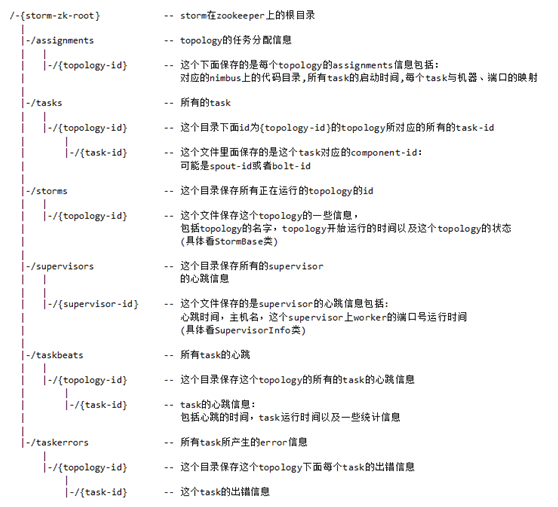 /-{storm-zk-root} -- storm在zookeeper上的根目录
|
|-/assignments -- topology的任务分配信息
| |
| |-/{topology-id} -- 这个下面保存的是每个topology的assignments信息包括:
| 对应的nimbus上的代码目录,所有task的启动时间,每个task与机器、端口的映射
|
|-/tasks -- 所有的task
| |
| |-/{topology-id} -- 这个目录下面id为{topology-id}的topology所对应的所有的task-id
| |
| |-/{task-id} -- 这个文件里面保存的是这个task对应的component-id:
| 可能是spout-id或者bolt-id
|
|-/storms -- 这个目录保存所有正在运行的topology的id
| |
| |-/{topology-id} -- 这个文件保存这个topology的一些信息,
| 包括topology的名字,topology开始运行的时间以及这个topology的状态
| (具体看StormBase类)
|
|-/supervisors -- 这个目录保存所有的supervisor
| | 的心跳信息
| |
| |-/{supervisor-id} -- 这个文件保存的是supervisor的心跳信息包括:
| 心跳时间,主机名,这个supervisor上worker的端口号运行时间
| (具体看SupervisorInfo类)
|
|-/taskbeats -- 所有task的心跳
| |
| |-/{topology-id} -- 这个目录保存这个topology的所有的task的心跳信息
| |
| |-/{task-id} -- task的心跳信息:
| 包括心跳的时间,task运行时间以及一些统计信息
|
|-/taskerrors -- 所有task所产生的error信息
|
|-/{topology-id} -- 这个目录保存这个topology下面每个task的出错信息
|
|-/{task-id} -- 这个task的出错信息